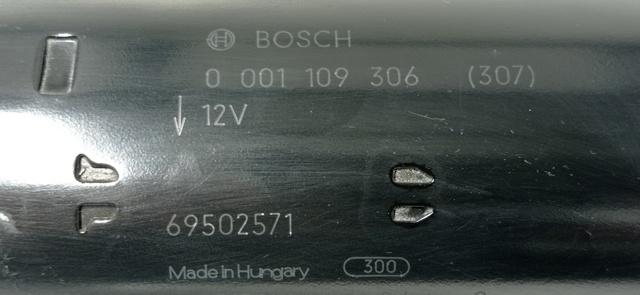 BOSCH
0 001 109 306 (307)
12V
69502571
Made in Hungary 300